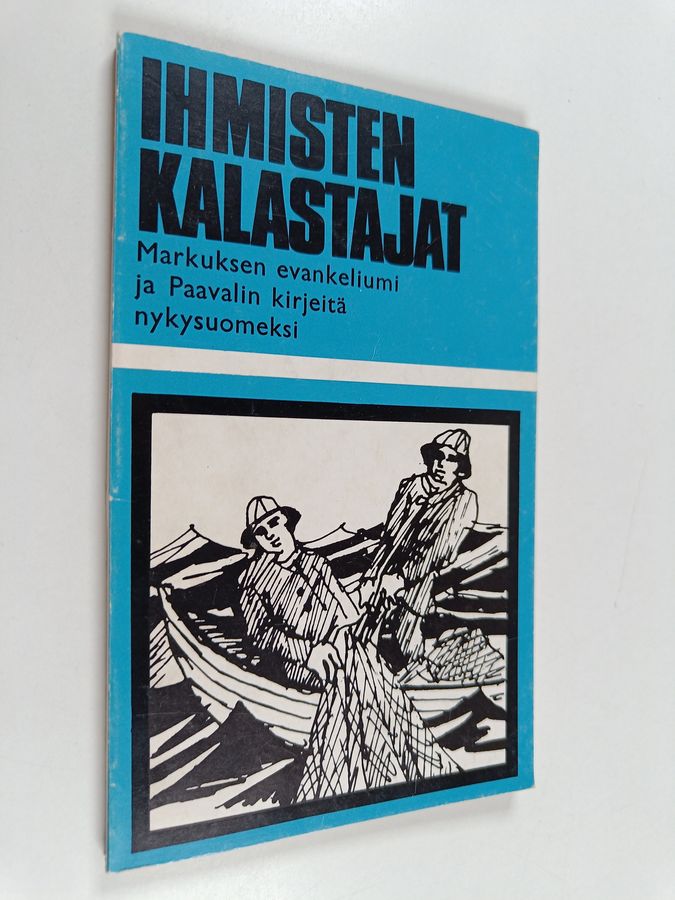 IHMISTEN
KALASTAJAT
Markuksen evankeliumi
ja Paavalin kirjeitä
nykysuomeksi